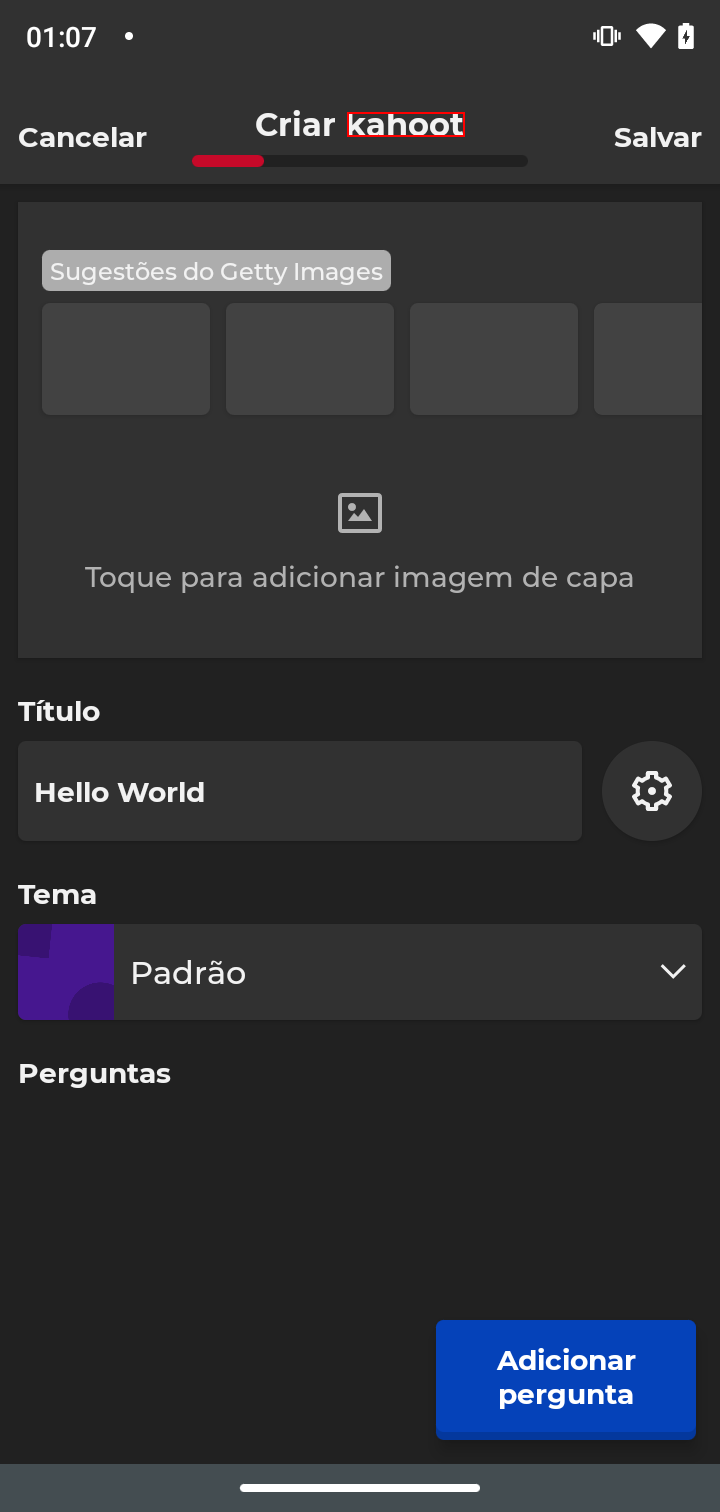 01:07
Cancelar
Criar kahoot
Salvar
Sugestões do Getty Images
Toque para adicionar imagem de capa
Título
Hello World
Tema
Padrão
Perguntas
Adicionar
pergunta